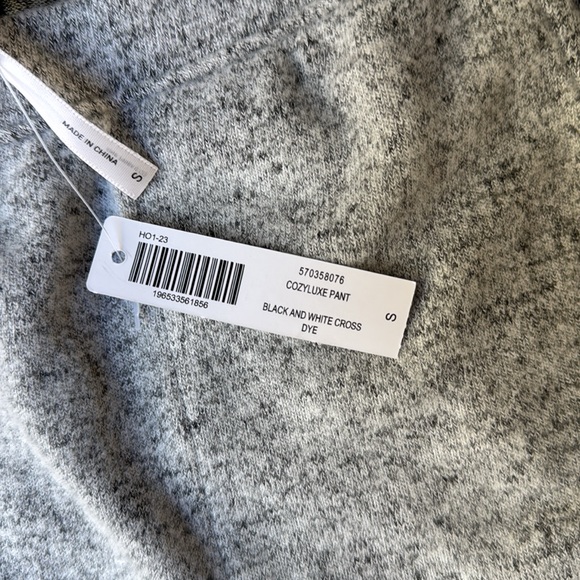 MADE IN CHINA
S
HO1-23
196533561856
570358076
COZYLUXE PANT
BLACK AND WHITE CROSS
DYE
S